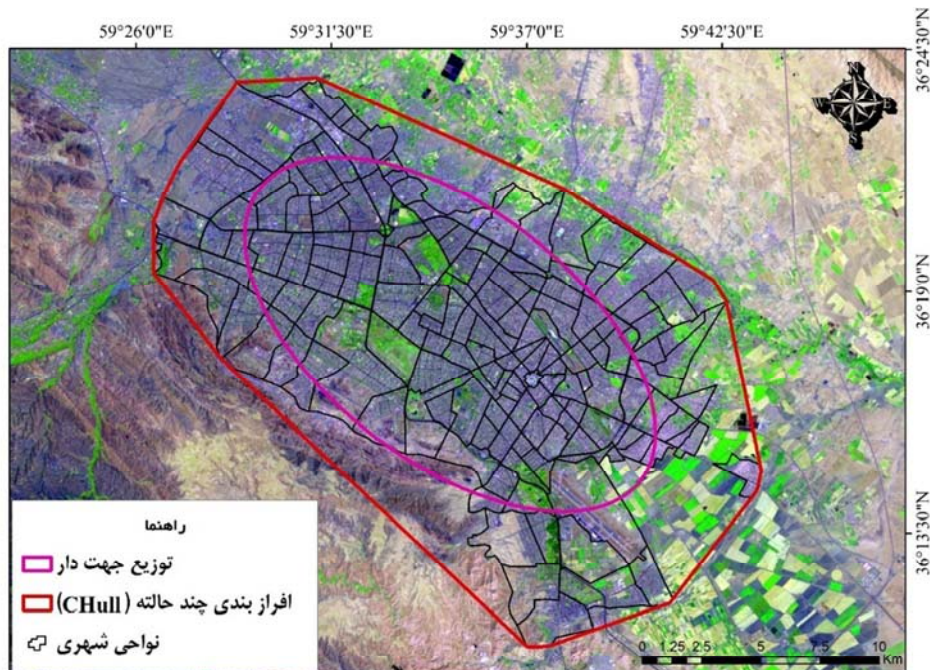 59°26'0"E 59°31'30"E 59°37'0"E 59°42'30"E
36°24'30"N
36°19'0"N
36°13'30"N
N
W E
S
راهنما
توزیع جهت دار
افراز بندی چند حالته (CHull)
نواحی شهری
0 1.25 2.5 5 7.5 10
Km